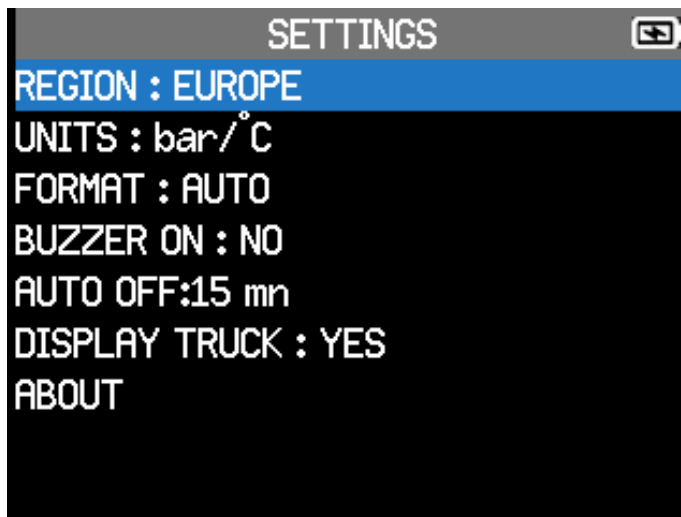 SETTINGS
REGION : EUROPE
UNITS : bar/°C
FORMAT : AUTO
BUZZER ON : NO
AUTO OFF:15 mn
DISPLAY TRUCK : YES
ABOUT